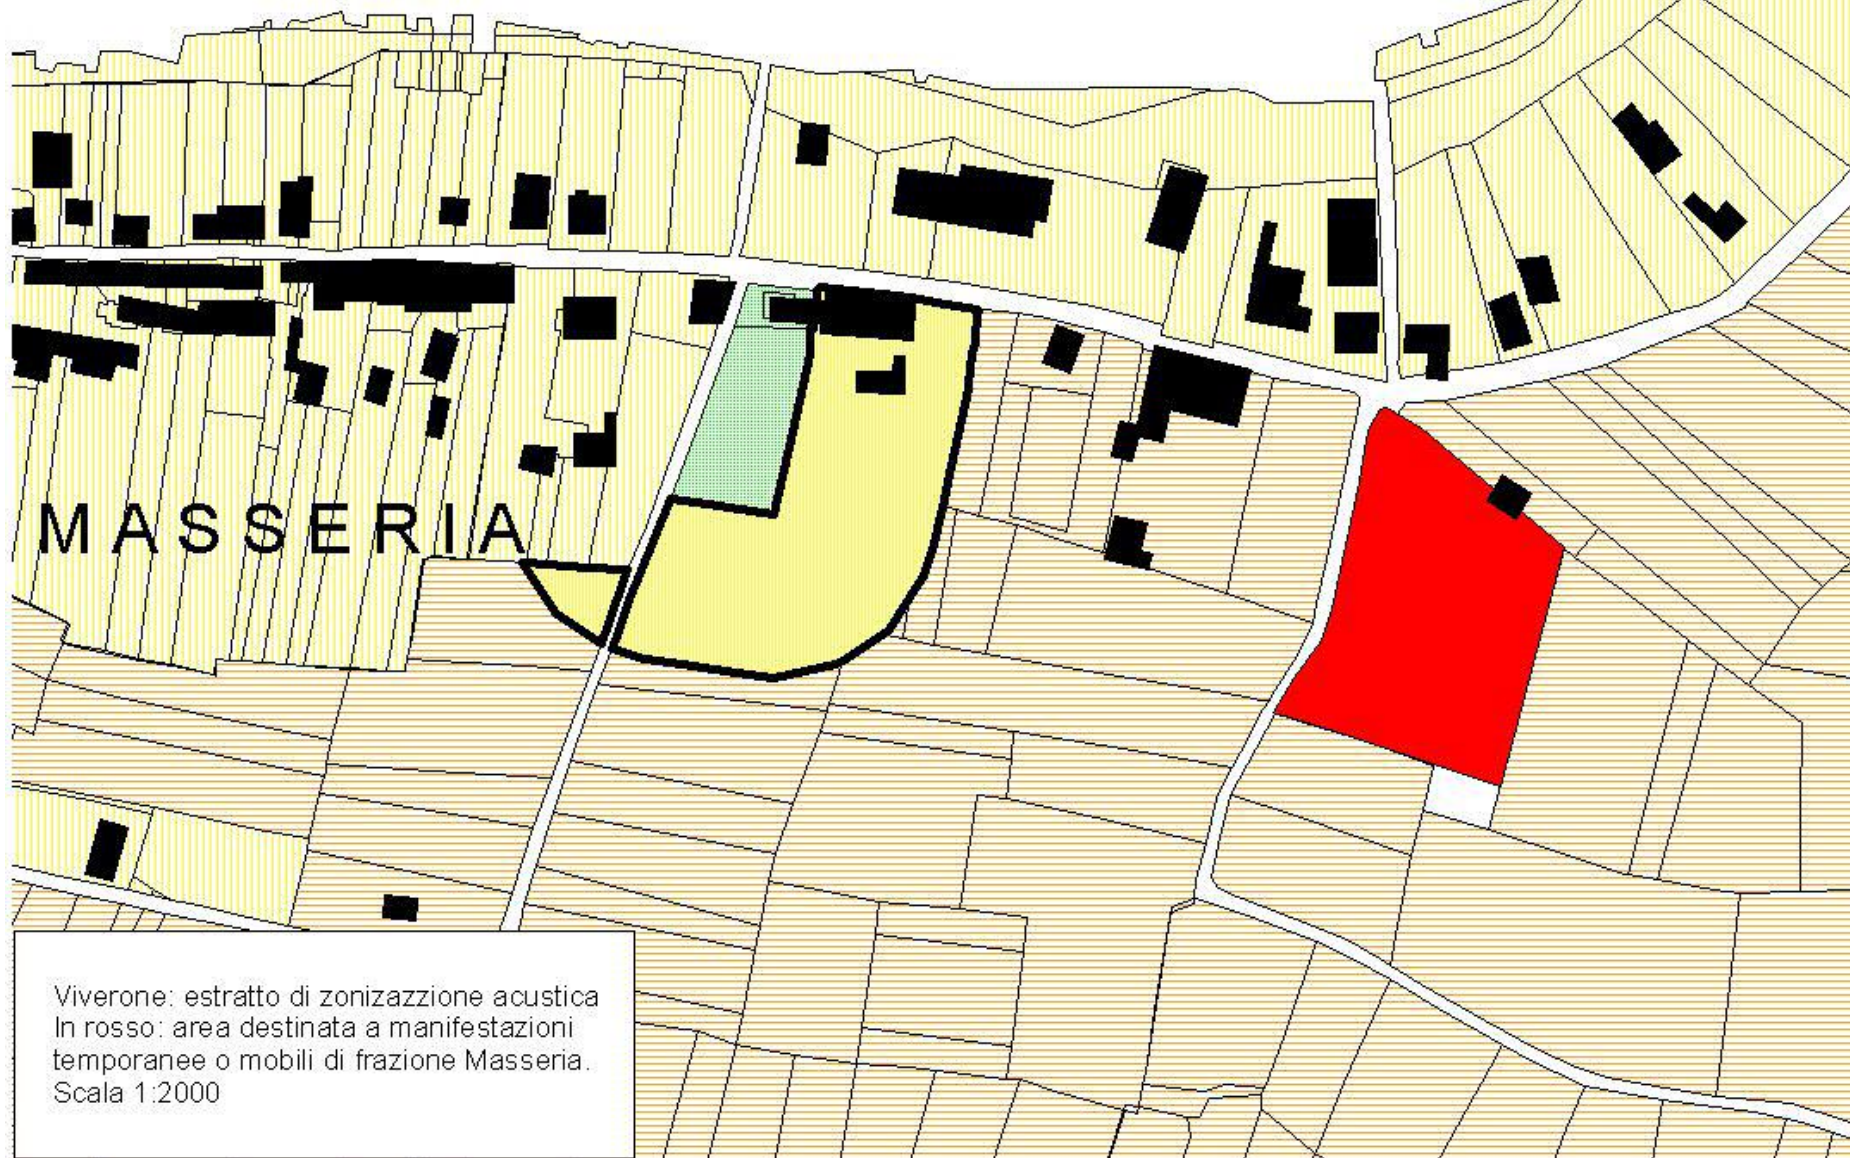 MASSERIA
Viverone: estratto di zonizazzione acustica
In rosso: area destinata a manifestazioni
temporanee o mobili di frazione Masseria.
Scala 1:2000